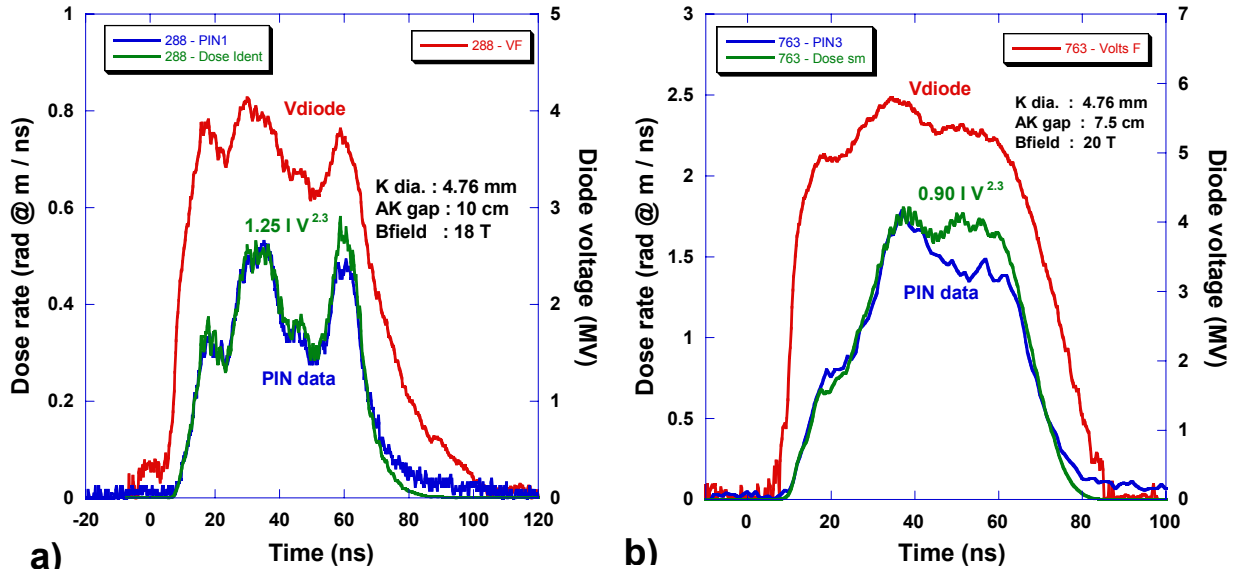 288 - PIN1
288 - Dose Ident
288 - VF
Vdiode
K dia. : 4.76 mm
AK gap : 10 cm
Bfield : 18 T
1.25 I V^2.3
PIN data
Dose rate (rad @ m / ns)
0
0.2
0.4
0.6
0.8
1
Diode voltage (MV)
0
1
2
3
4
5
-20 0 20 40 60 80 100 120
Time (ns)
a)
763 - PIN3
763 - Dose sm
763 - Volts F
Vdiode
K dia. : 4.76 mm
AK gap : 7.5 cm
Bfield : 20 T
0.90 I V^2.3
PIN data
Dose rate (rad @ m / ns)
0
0.5
1
1.5
2
2.5
3
Diode voltage (MV)
0
1
2
3
4
5
6
7
0 20 40 60 80 100
Time (ns)
b)